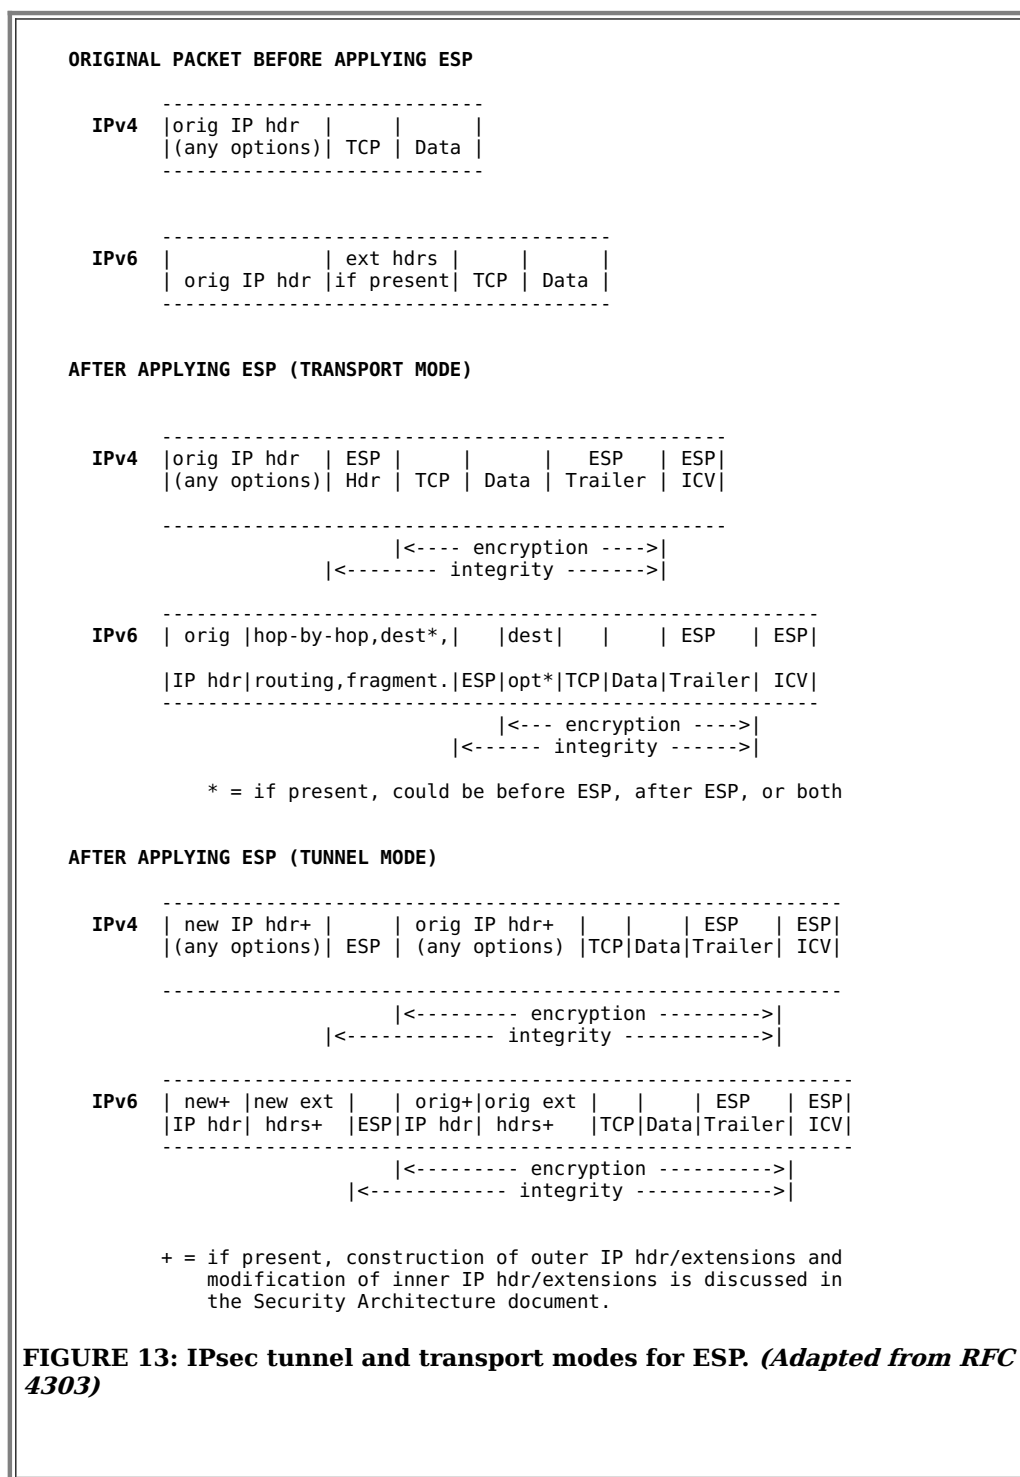 ORIGINAL PACKET BEFORE APPLYING ESP
----------------------------
IPv4  |orig IP hdr  |     |      |
      |(any options)| TCP | Data |
----------------------------
---------------------------------------
IPv6  |             | ext hdrs |     |      |
      | orig IP hdr |if present| TCP | Data |
---------------------------------------
AFTER APPLYING ESP (TRANSPORT MODE)
-------------------------------------------------
IPv4  |orig IP hdr  | ESP |     |      |   ESP   | ESP|
      |(any options)| Hdr | TCP | Data | Trailer | ICV|
-------------------------------------------------
|<---- encryption ---->|
|<-------- integrity ------->|
---------------------------------------------------------
IPv6  | orig |hop-by-hop,dest*,|   |dest|   |    | ESP   | ESP|
      |IP hdr|routing,fragment.|ESP|opt*|TCP|Data|Trailer| ICV|
---------------------------------------------------------
|<--- encryption ---->|
|<------ integrity ------>|
* = if present, could be before ESP, after ESP, or both
AFTER APPLYING ESP (TUNNEL MODE)
-----------------------------------------------------------
IPv4  | new IP hdr+ |     | orig IP hdr+  |   |    | ESP   | ESP|
      |(any options)| ESP | (any options) |TCP|Data|Trailer| ICV|
-----------------------------------------------------------
|<--------- encryption --------->|
|<------------- integrity ------------>|
------------------------------------------------------------
IPv6  | new+ |new ext |   | orig+|orig ext |   |    | ESP   | ESP|
      |IP hdr| hdrs+  |ESP|IP hdr| hdrs+   |TCP|Data|Trailer| ICV|
------------------------------------------------------------
|<--------- encryption ---------->|
|<------------ integrity ------------>|
+ = if present, construction of outer IP hdr/extensions and
modification of inner IP hdr/extensions is discussed in
the Security Architecture document.
FIGURE 13: IPsec tunnel and transport modes for ESP. (Adapted from RFC
4303)